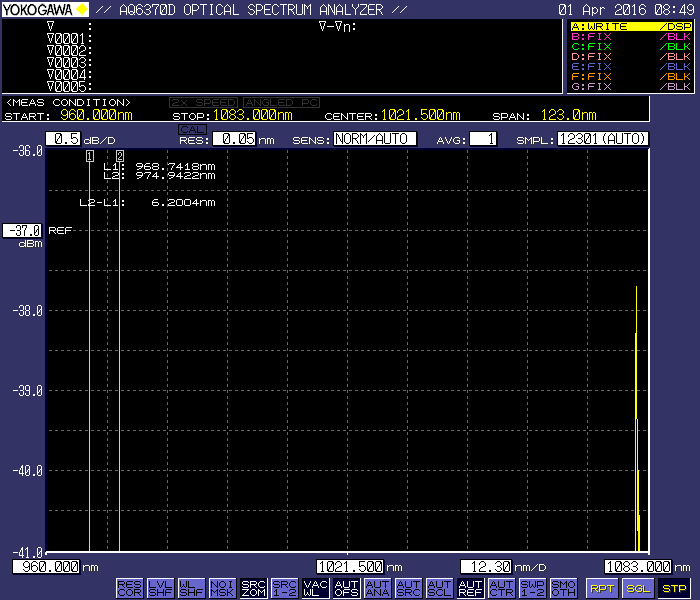 YOKOGAWA // AQ6370D OPTICAL SPECTRUM ANALYZER // 01 Apr 2016 08:49
∇ : ∇-∇n:
∇0001:
∇0002:
∇0003:
∇0004:
∇0005:
A:WRITE /DSP
B:FIX /BLK
C:FIX /BLK
D:FIX /BLK
E:FIX /BLK
F:FIX /BLK
G:FIX /BLK
<MEAS CONDITION> 2x SPEED ANGLED PC
START: 960.000nm STOP:1083.000nm CENTER:1021.500nm SPAN: 123.0nm
CAL
0.5 dB/D RES: 0.05 nm SENS: NORM/AUTO AVG: 1 SMPL: 12301(AUTO)
-36.0
1 2
L1: 968.7418nm
L2: 974.9422nm
L2-L1: 6.2004nm
-37.0 REF
dBm
-38.0
-39.0
-40.0
-41.0
960.000 nm 1021.500 nm 12.30 nm/D 1083.000 nm
RES COR LVL SHF WL SHF NOI MSK SRC ZOM SRC 1-2 VAC WL AUT OFS AUT ANA AUT SRC AUT SCL AUT REF AUT CTR SWP 1-2 SMO OTH RPT SGL STP